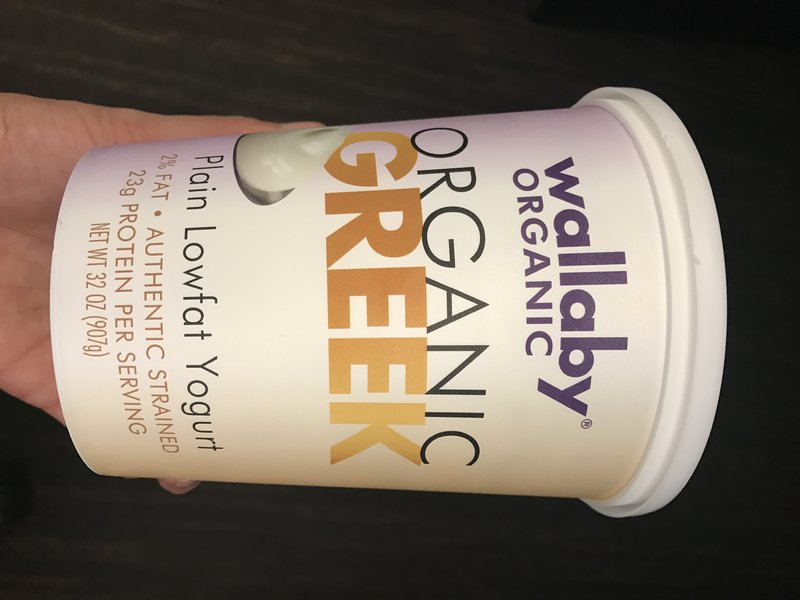 wallaby®
ORGANIC
ORGANIC
GREEK
Plain Lowfat Yogurt
2% FAT • AUTHENTIC STRAINED
23g PROTEIN PER SERVING
NET WT 32 OZ (907g)